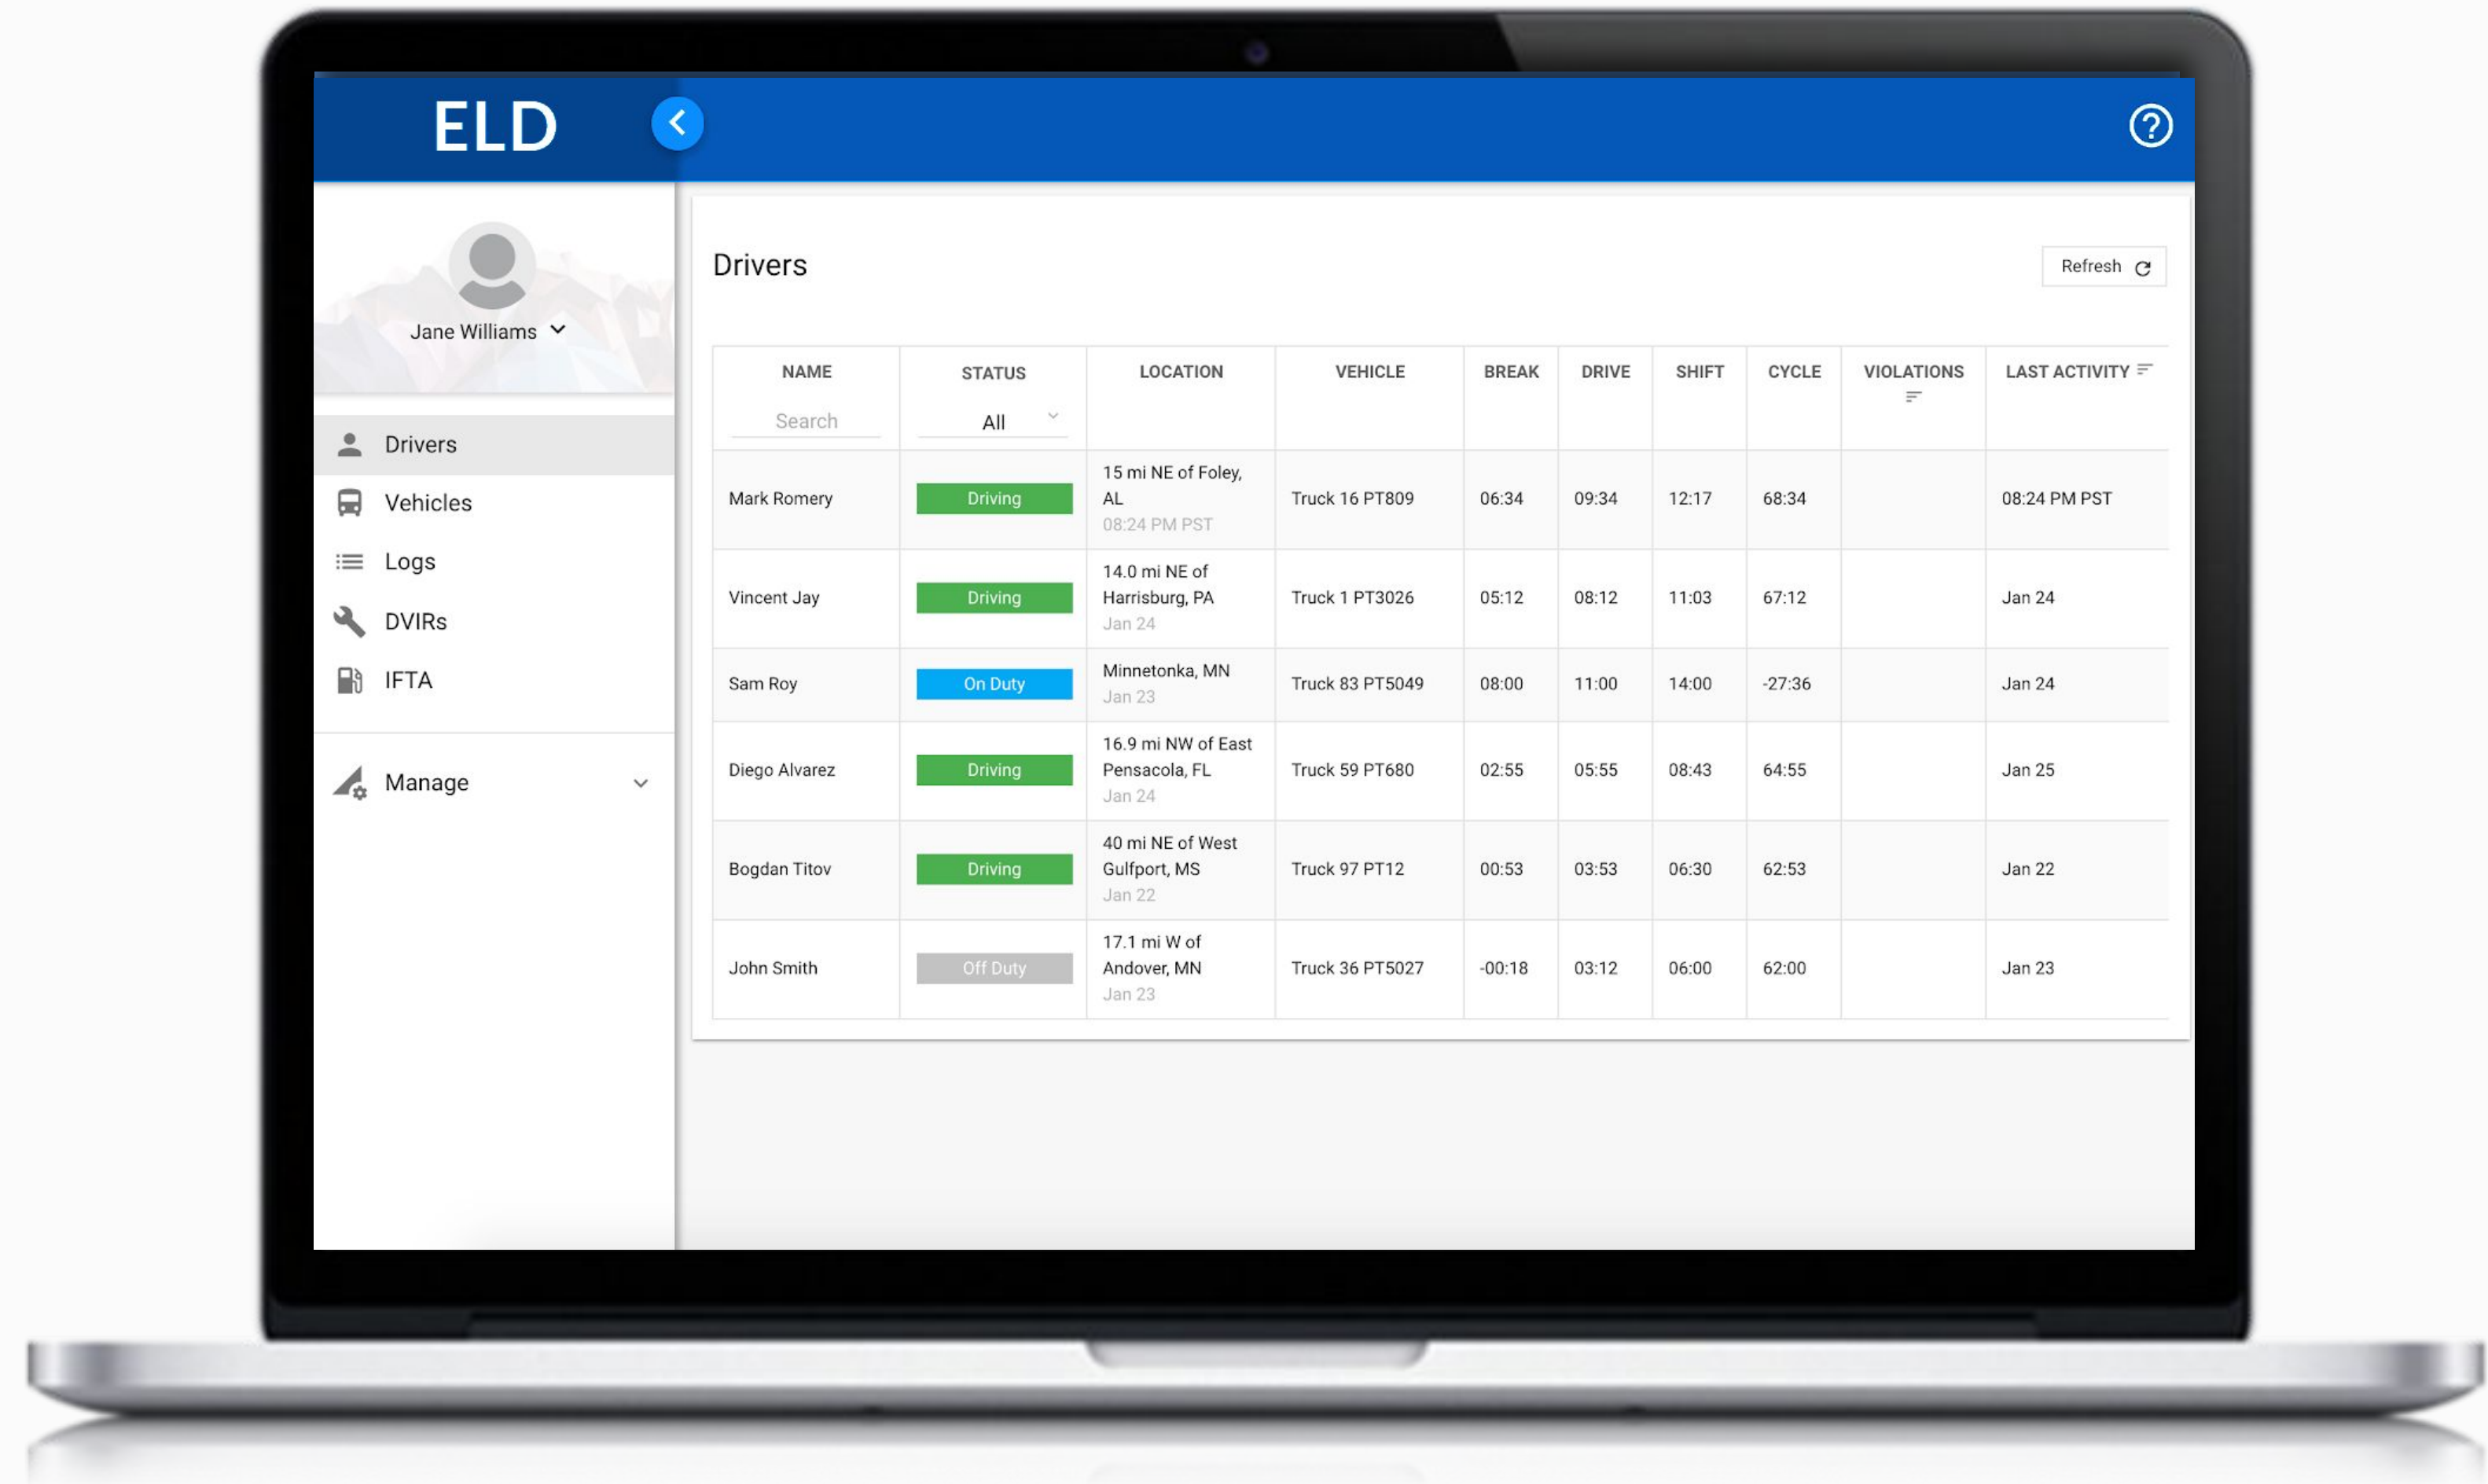 ELD
Jane Williams
Drivers
Vehicles
Logs
DVIRs
IFTA
Manage
Drivers
Refresh
NAME STATUS LOCATION VEHICLE BREAK DRIVE SHIFT CYCLE VIOLATIONS LAST ACTIVITY
Search All
Mark Romery Driving 15 mi NE of Foley,
AL
08:24 PM PST Truck 16 PT809 06:34 09:34 12:17 68:34 08:24 PM PST
Vincent Jay Driving 14.0 mi NE of
Harrisburg, PA
Jan 24 Truck 1 PT3026 05:12 08:12 11:03 67:12 Jan 24
Sam Roy On Duty Minnetonka, MN
Jan 23 Truck 83 PT5049 08:00 11:00 14:00 -27:36 Jan 24
Diego Alvarez Driving 16.9 mi NW of East
Pensacola, FL
Jan 24 Truck 59 PT680 02:55 05:55 08:43 64:55 Jan 25
Bogdan Titov Driving 40 mi NE of West
Gulfport, MS
Jan 22 Truck 97 PT12 00:53 03:53 06:30 62:53 Jan 22
John Smith Off Duty 17.1 mi W of
Andover, MN
Jan 23 Truck 36 PT5027 -00:18 03:12 06:00 62:00 Jan 23